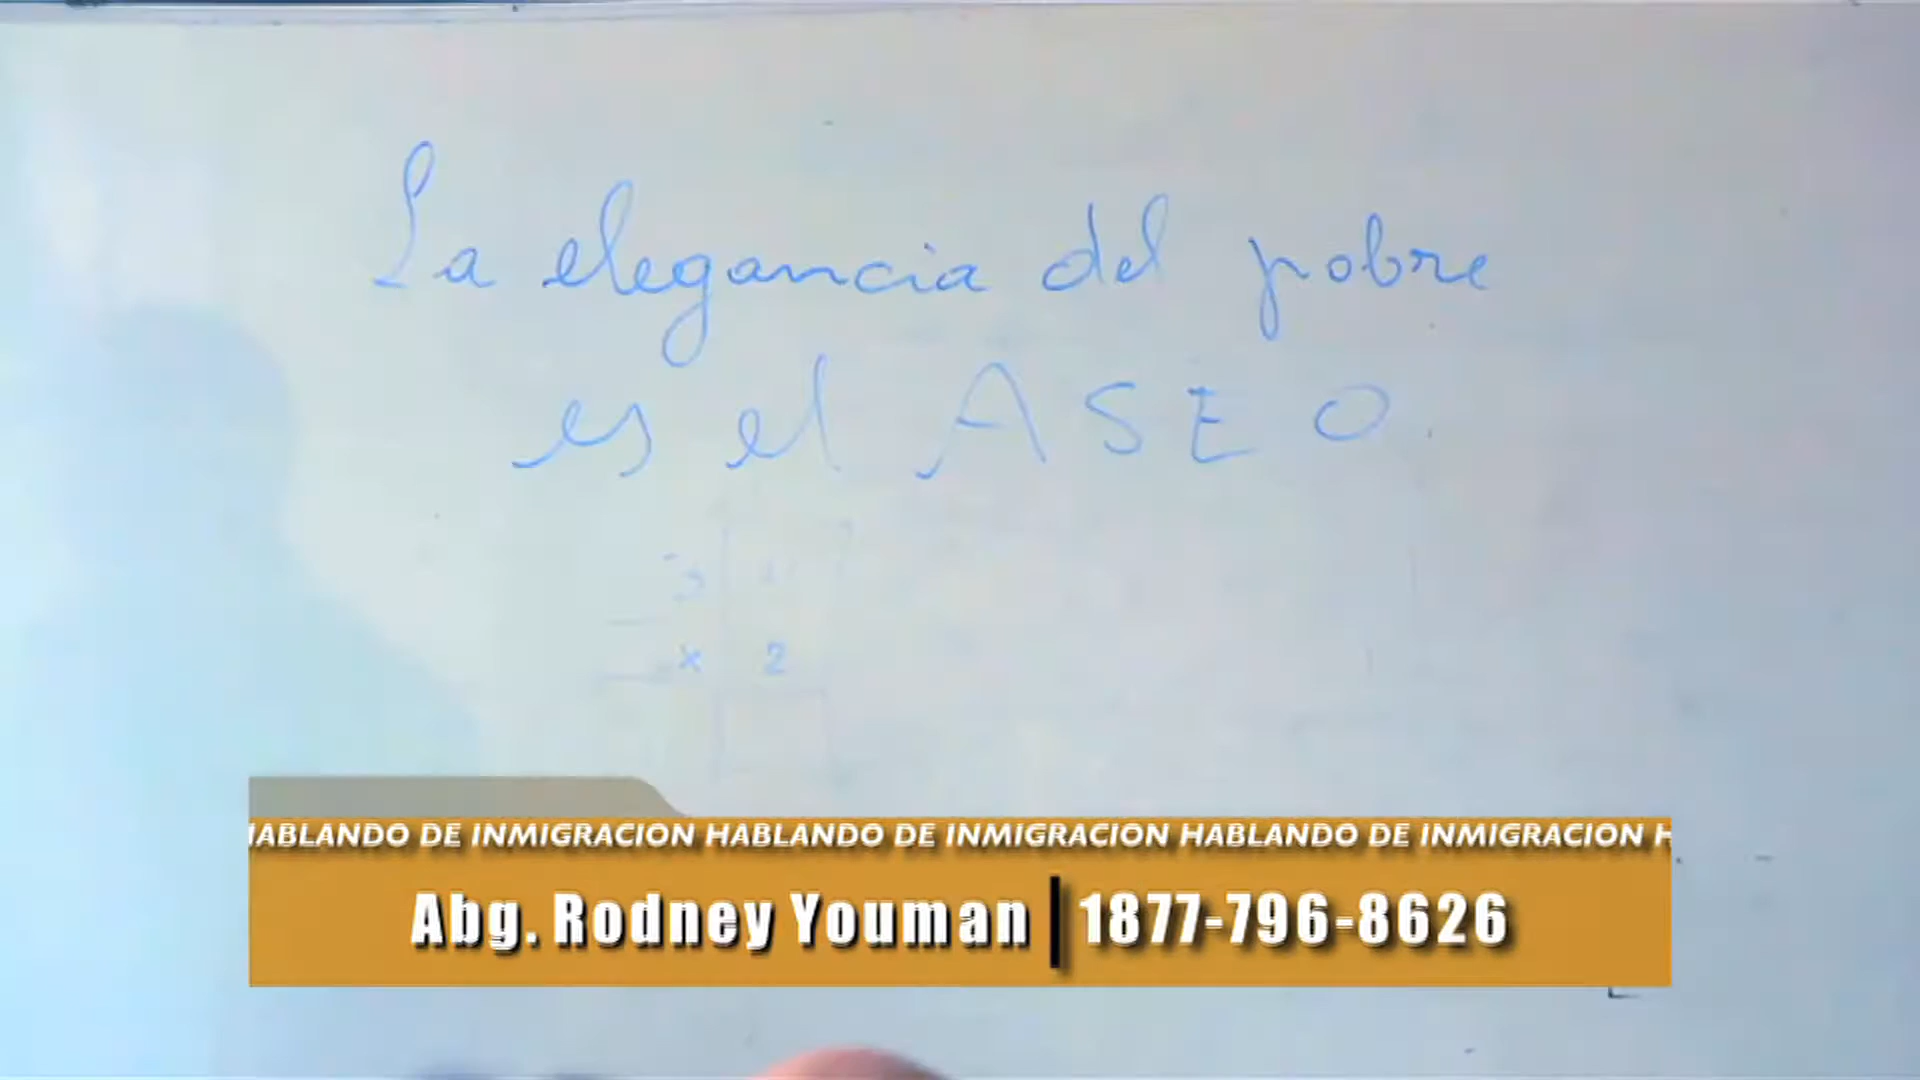 La elegancia del pobre
es el ASEO.
x 2
HABLANDO DE INMIGRACION HABLANDO DE INMIGRACION HABLANDO DE INMIGRACION H
Abg. Rodney Youman | 1877-796-8626